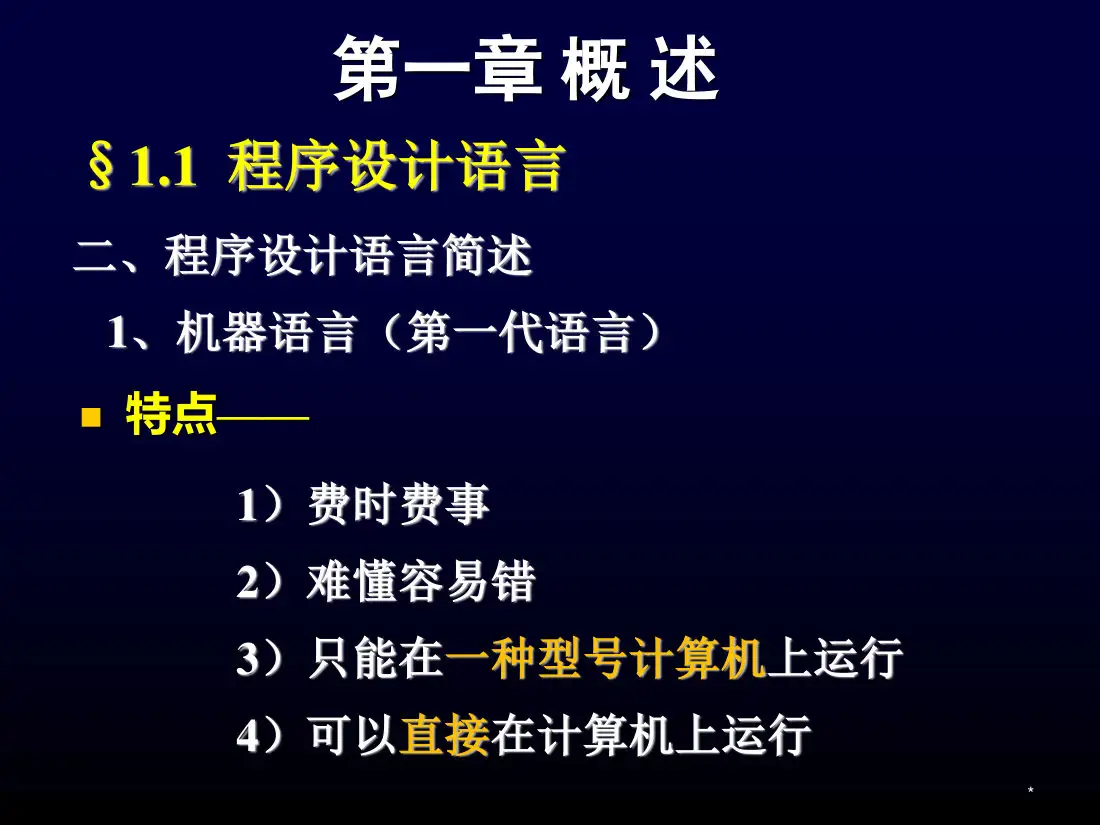 第一章 概 述
§1.1 程序设计语言
二、程序设计语言简述
1、机器语言（第一代语言）
■ 特点——
1）费时费事
2）难懂容易错
3）只能在一种型号计算机上运行
4）可以直接在计算机上运行
*